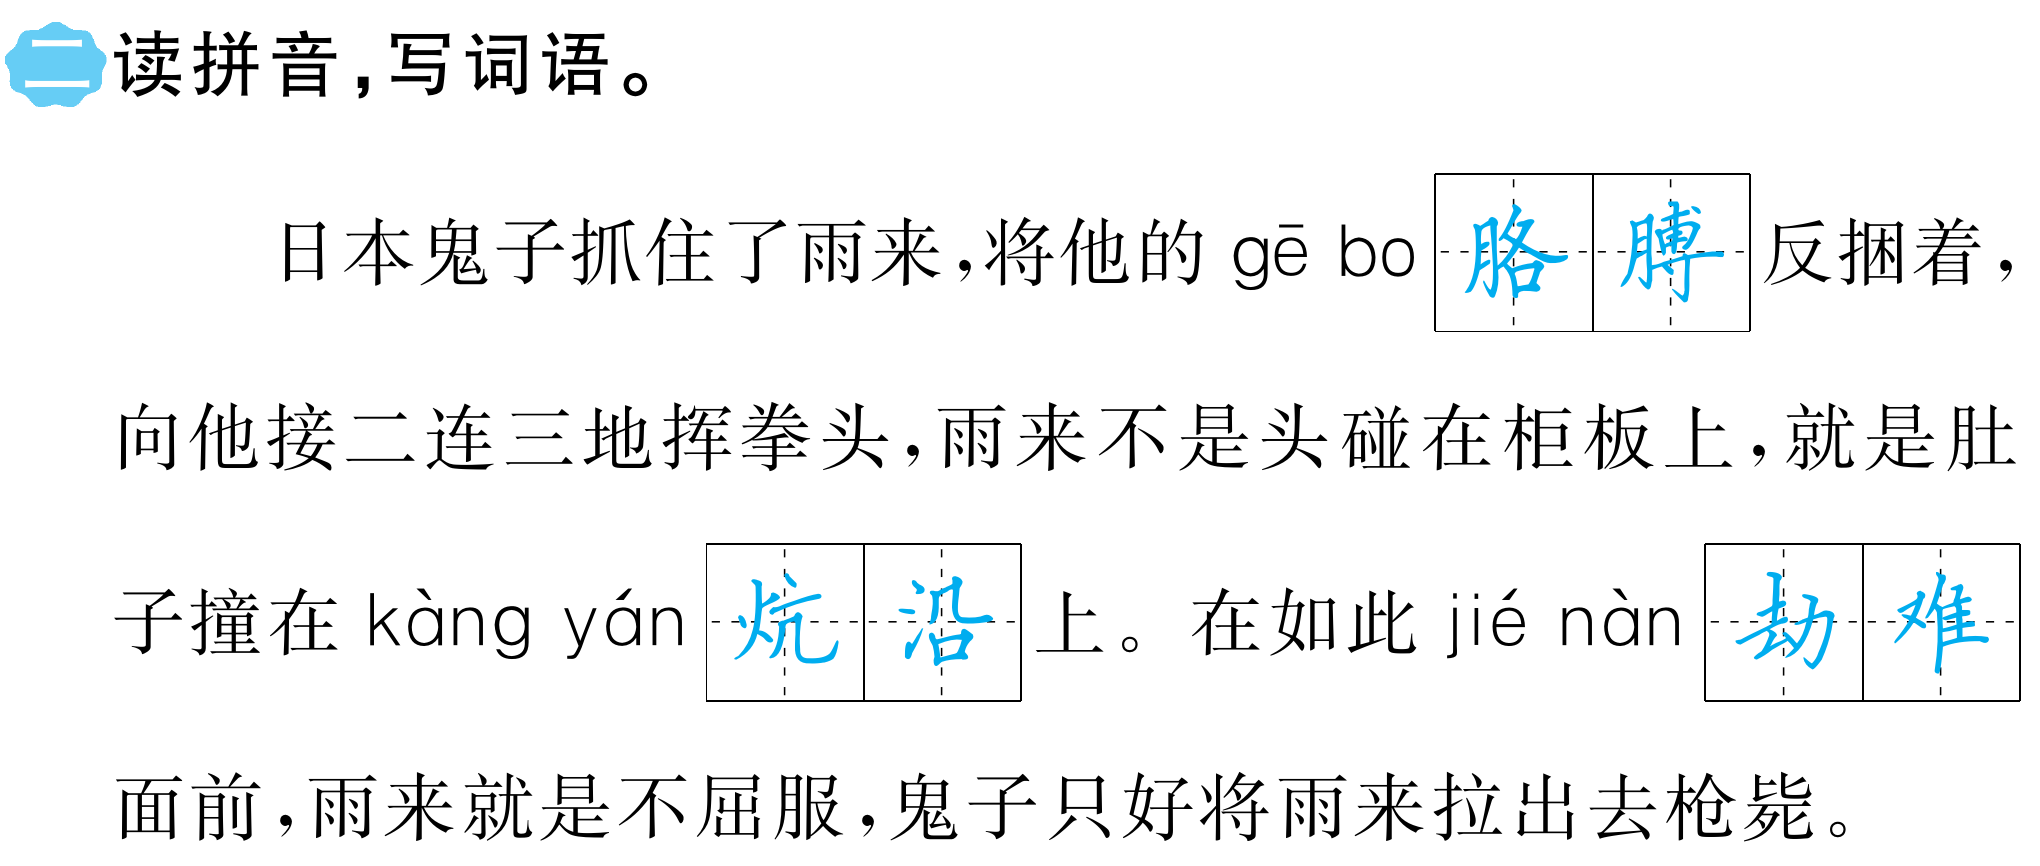 二 读拼音,写词语。
日本鬼子抓住了雨来,将他的 gē bo 胳膊 反捆着,
向他接二连三地挥拳头,雨来不是头碰在柜板上,就是肚
子撞在 kàng yán 炕沿 上。在如此 jié nàn 劫难
面前,雨来就是不屈服,鬼子只好将雨来拉出去枪毙。